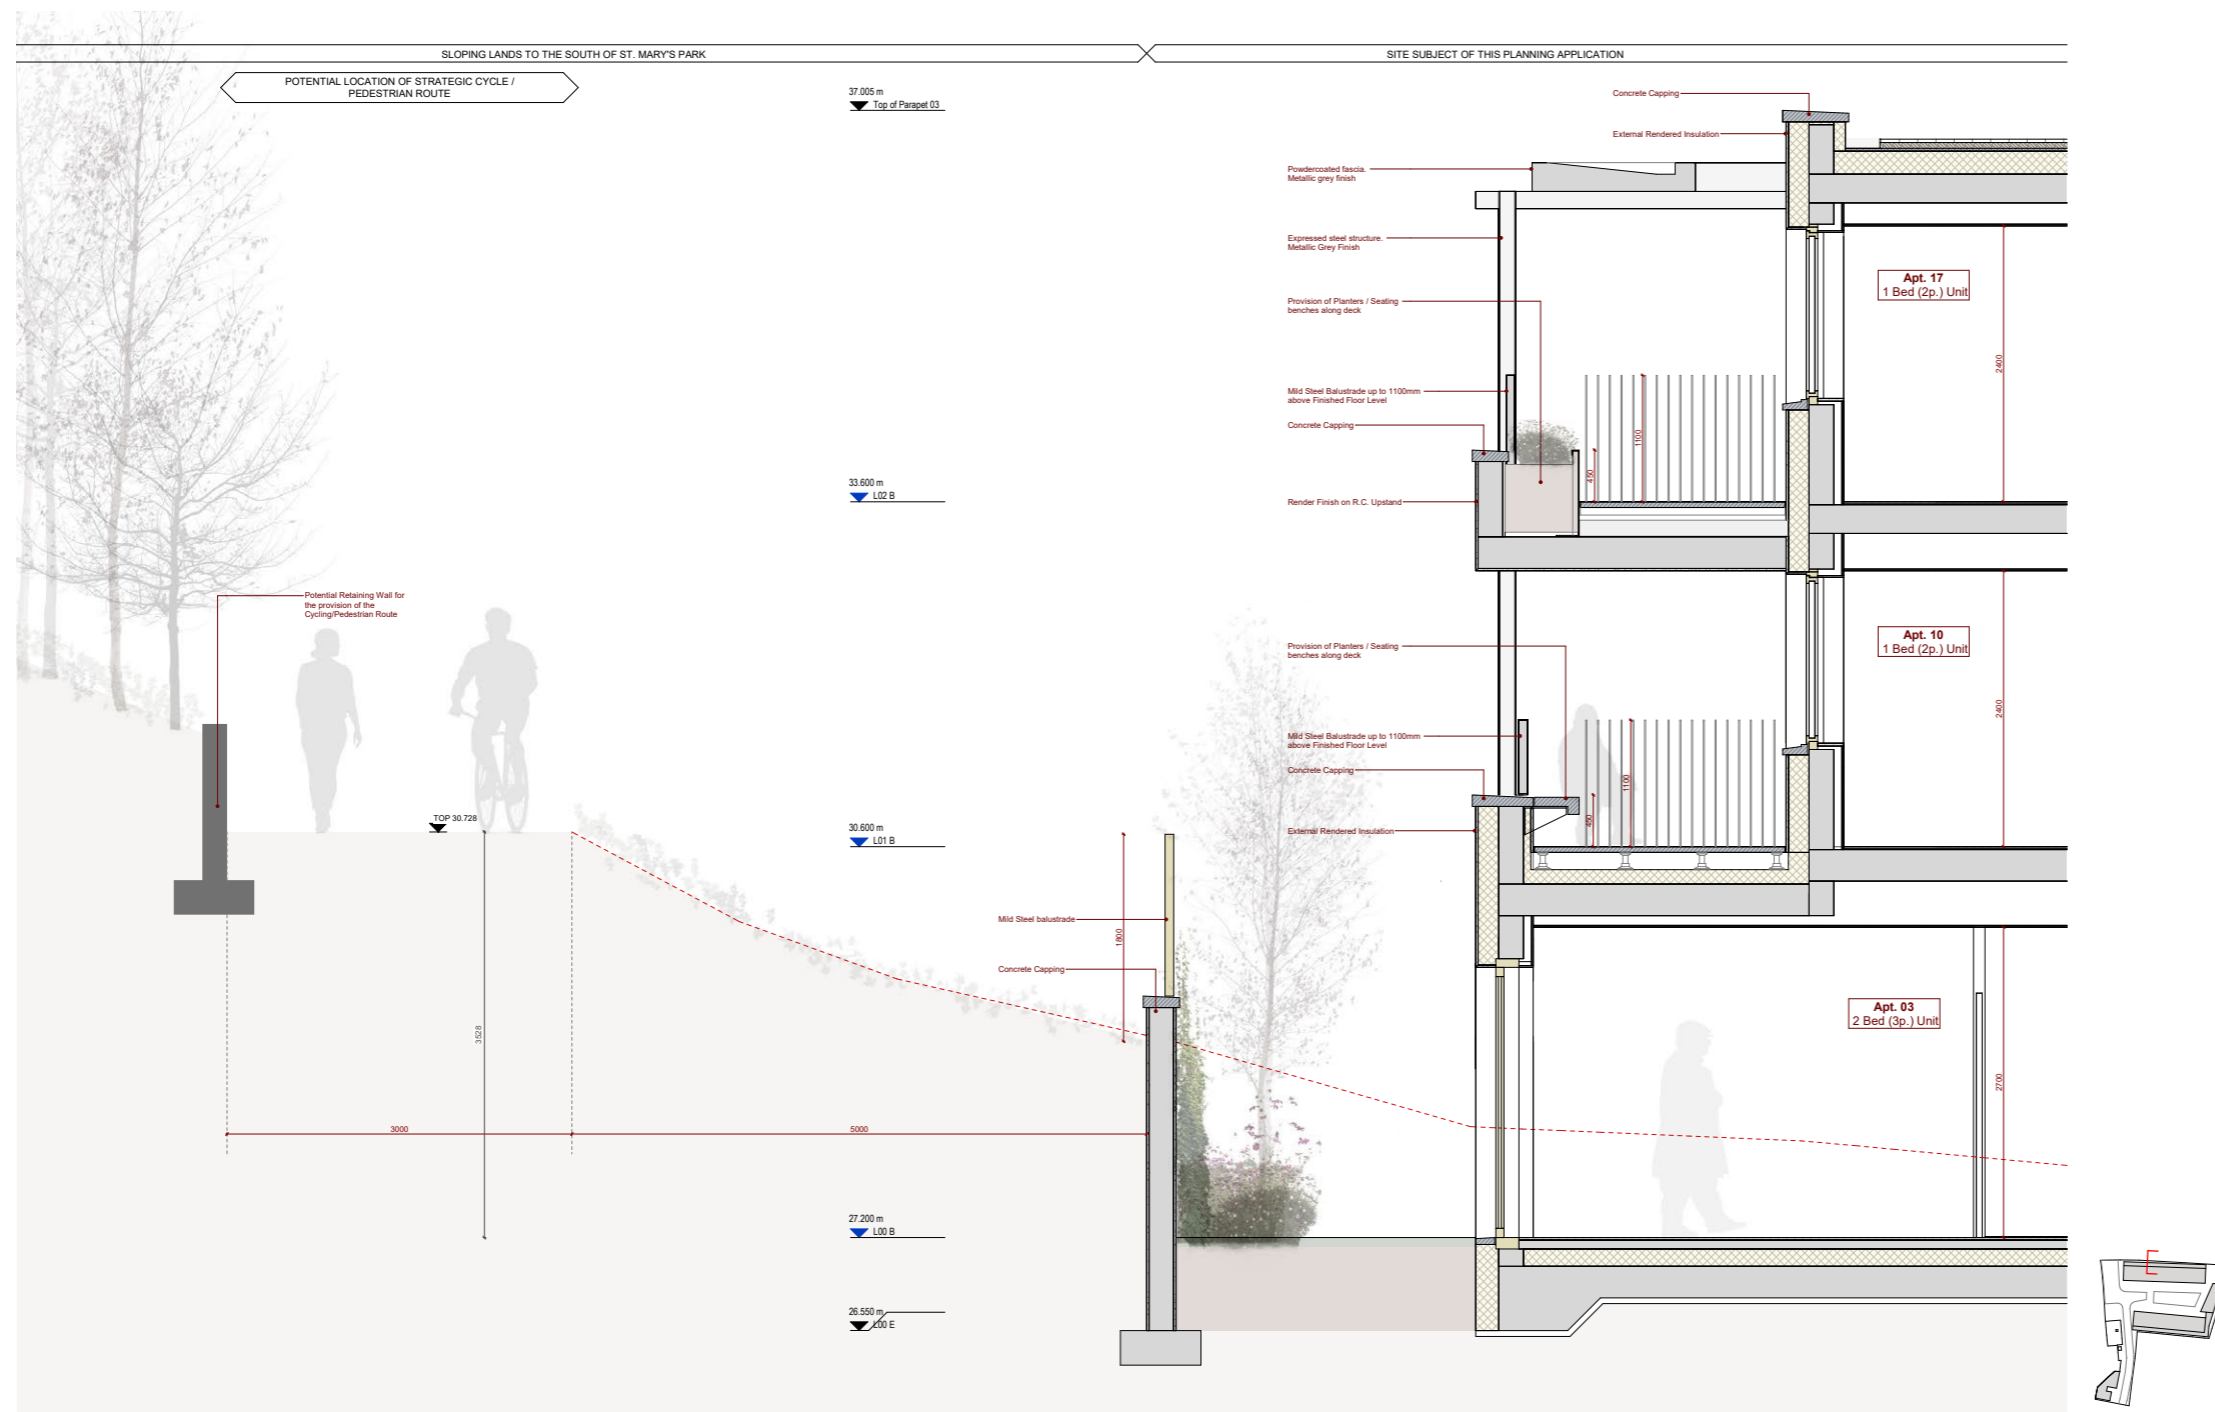 SLOPING LANDS TO THE SOUTH OF ST. MARY'S PARK
SITE SUBJECT OF THIS PLANNING APPLICATION
POTENTIAL LOCATION OF STRATEGIC CYCLE /
PEDESTRIAN ROUTE
37.005 m
Top of Parapet 03
Concrete Capping
External Rendered Insulation
Powdercoated fascia.
Metallic grey finish
Expressed steel structure.
Metallic Grey Finish
Apt. 17
1 Bed (2p.) Unit
Provision of Planters / Seating
benches along deck
2400
Mild Steel Balustrade up to 1100mm
above Finished Floor Level
Concrete Capping
1100
450
33.600 m
L02 B
Render Finish on R.C. Upstand
Potential Retaining Wall for
the provision of the
Cycling/Pedestrian Route
Apt. 10
1 Bed (2p.) Unit
Provision of Planters / Seating
benches along deck
2400
Mild Steel Balustrade up to 1100mm
above Finished Floor Level
Concrete Capping
1100
450
TOP 30.728
30.600 m
L01 B
External Rendered Insulation
Mild Steel balustrade
1800
Concrete Capping
Apt. 03
2 Bed (3p.) Unit
3528
2700
3000
5000
27.200 m
L00 B
26.550 m
L00 E